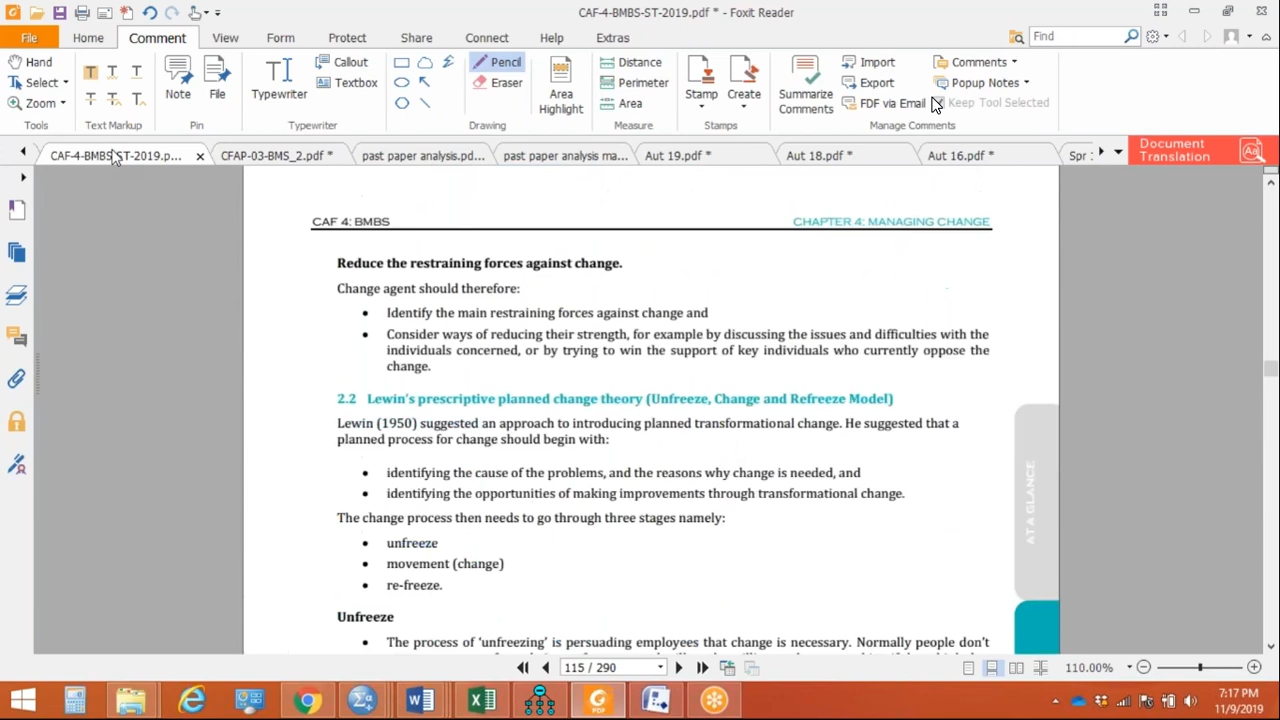 CAF-4-BMBS-ST-2019.pdf * - Foxit Reader
File Home Comment View Form Protect Share Connect Help Extras Find
Hand
Select
Zoom
Tools
Text Markup
Note
File
Pin
Typewriter
Callout
Textbox
Typewriter
Pencil
Eraser
Area Highlight
Drawing
Distance
Perimeter
Area
Measure
Stamp
Create
Stamps
Summarize Comments
Import
Export
FDF via Email
Comments
Popup Notes
Keep Tool Selected
Manage Comments
CAF-4-BMBS-ST-2019.p... CFAP-03-BMS_2.pdf * past paper analysis.pd... past paper analysis ma... Aut 19.pdf * Aut 18.pdf * Aut 16.pdf * Spr
Document Translation
CAF 4: BMBS CHAPTER 4: MANAGING CHANGE
Reduce the restraining forces against change.
Change agent should therefore:
• Identify the main restraining forces against change and
• Consider ways of reducing their strength, for example by discussing the issues and difficulties with the
individuals concerned, or by trying to win the support of key individuals who currently oppose the
change.
2.2 Lewin's prescriptive planned change theory (Unfreeze, Change and Refreeze Model)
Lewin (1950) suggested an approach to introducing planned transformational change. He suggested that a
planned process for change should begin with:
• identifying the cause of the problems, and the reasons why change is needed, and
• identifying the opportunities of making improvements through transformational change.
The change process then needs to go through three stages namely:
• unfreeze
• movement (change)
• re-freeze.
Unfreeze
• The process of 'unfreezing' is persuading employees that change is necessary. Normally people don't
AT A GLANCE
115 / 290
110.00%
7:17 PM
11/9/2019